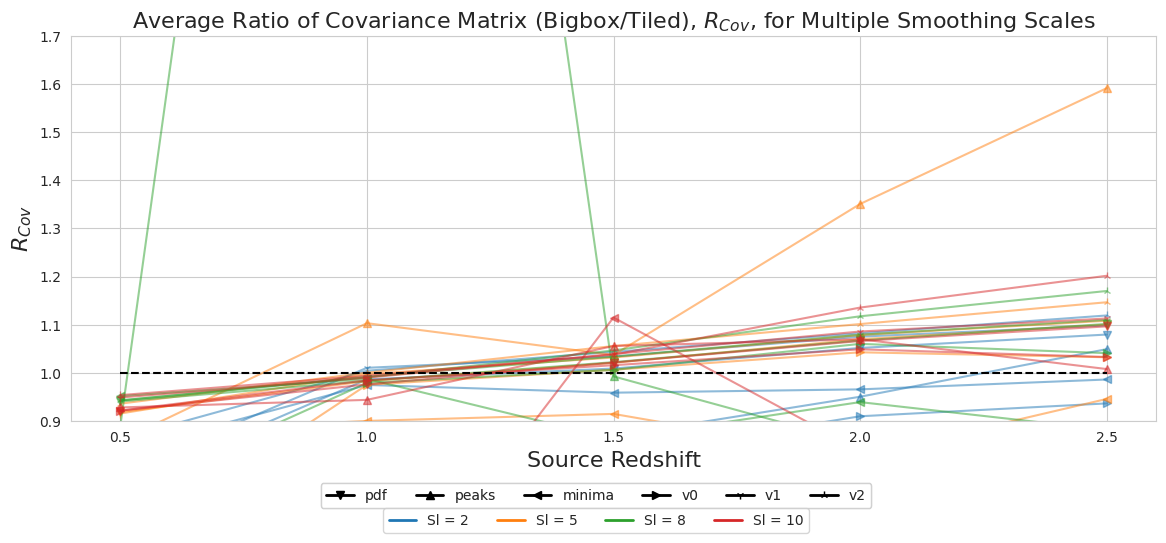 Average Ratio of Covariance Matrix (Bigbox/Tiled), R_Cov, for Multiple Smoothing Scales
1.7
1.6
1.5
1.4
1.3
1.2
1.1
1.0
0.9
R_Cov
0.5 1.0 1.5 2.0 2.5
Source Redshift
pdf peaks minima v0 v1 v2
Sl = 2 Sl = 5 Sl = 8 Sl = 10